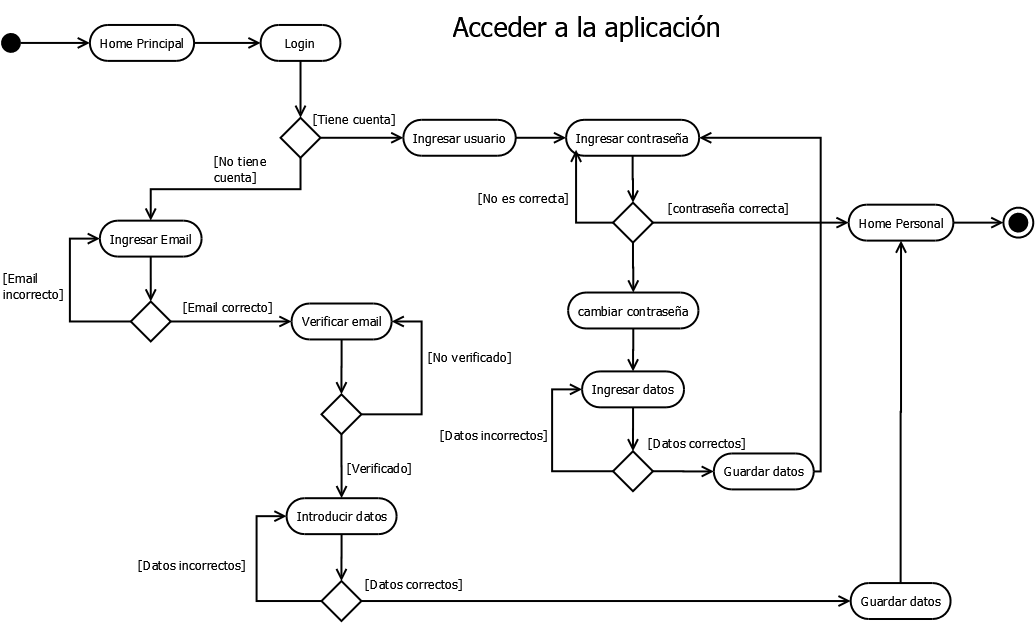 Acceder a la aplicación
Home Principal
Login
[Tiene cuenta]
Ingresar usuario
Ingresar contraseña
[No tiene
cuenta]
[No es correcta]
[contraseña correcta]
Home Personal
Ingresar Email
[Email
incorrecto]
[Email correcto]
Verificar email
cambiar contraseña
[No verificado]
Ingresar datos
[Datos incorrectos]
[Datos correctos]
Guardar datos
[Verificado]
Introducir datos
[Datos incorrectos]
[Datos correctos]
Guardar datos